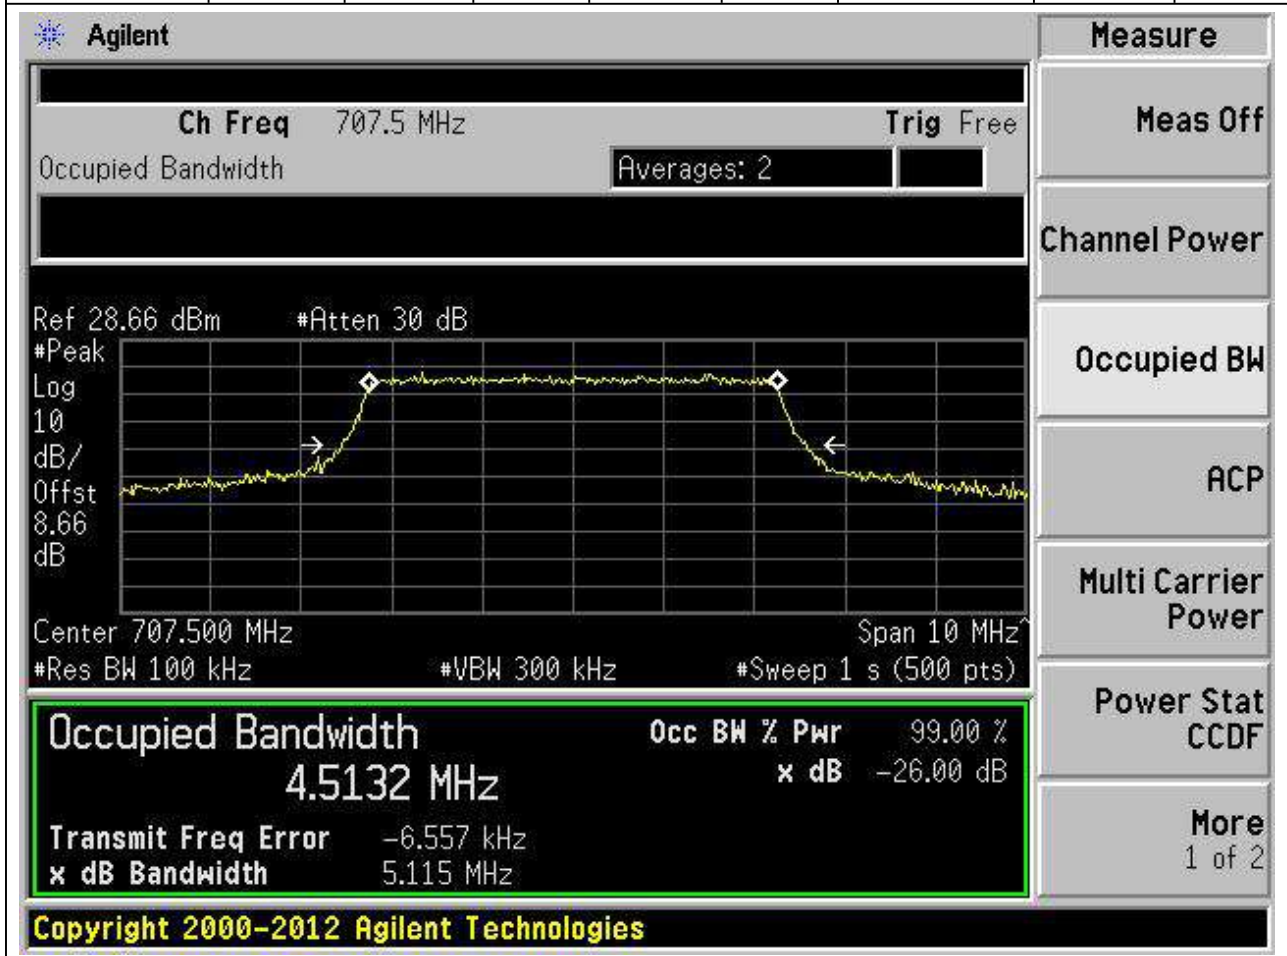 Agilent
Measure
Ch Freq 707.5 MHz Trig Free
Occupied Bandwidth Averages: 2
Meas Off
Channel Power
Occupied BW
ACP
Multi Carrier
Power
Power Stat
CCDF
More
1 of 2
Ref 28.66 dBm #Atten 30 dB
#Peak
Log
10
dB/
Offst
8.66
dB
Center 707.500 MHz Span 10 MHz^
#Res BW 100 kHz #VBW 300 kHz #Sweep 1 s (500 pts)
Occupied Bandwidth Occ BW % Pwr 99.00 %
4.5132 MHz x dB -26.00 dB
Transmit Freq Error -6.557 kHz
x dB Bandwidth 5.115 MHz
Copyright 2000-2012 Agilent Technologies